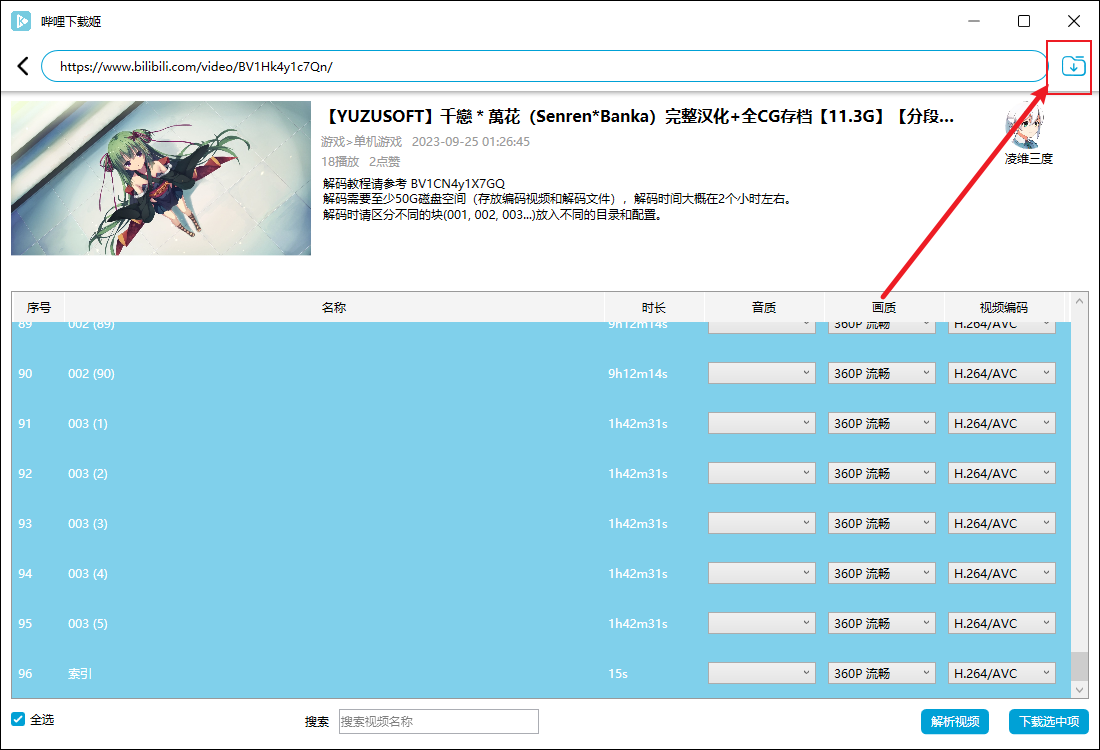 哔哩下载姬
https://www.bilibili.com/video/BV1Hk4y1c7Qn/
【YUZUSOFT】千戀＊萬花（Senren*Banka）完整汉化+全CG存档【11.3G】【分段...
游戏>单机游戏 2023-09-25 01:26:45
18播放 2点赞
凌维三度
解码教程请参考 BV1CN4y1X7GQ
解码需要至少50G磁盘空间（存放编码视频和解码文件），解码时间大概在2个小时左右。
解码时请区分不同的块(001, 002, 003...)放入不同的目录和配置。
序号 名称 时长 音质 画质 视频编码
89 002 (89) 9h12m14s 360P 流畅 H.264/AVC
90 002 (90) 9h12m14s 360P 流畅 H.264/AVC
91 003 (1) 1h42m31s 360P 流畅 H.264/AVC
92 003 (2) 1h42m31s 360P 流畅 H.264/AVC
93 003 (3) 1h42m31s 360P 流畅 H.264/AVC
94 003 (4) 1h42m31s 360P 流畅 H.264/AVC
95 003 (5) 1h42m31s 360P 流畅 H.264/AVC
96 索引 15s 360P 流畅 H.264/AVC
全选 搜索 搜索视频名称 解析视频 下载选中项